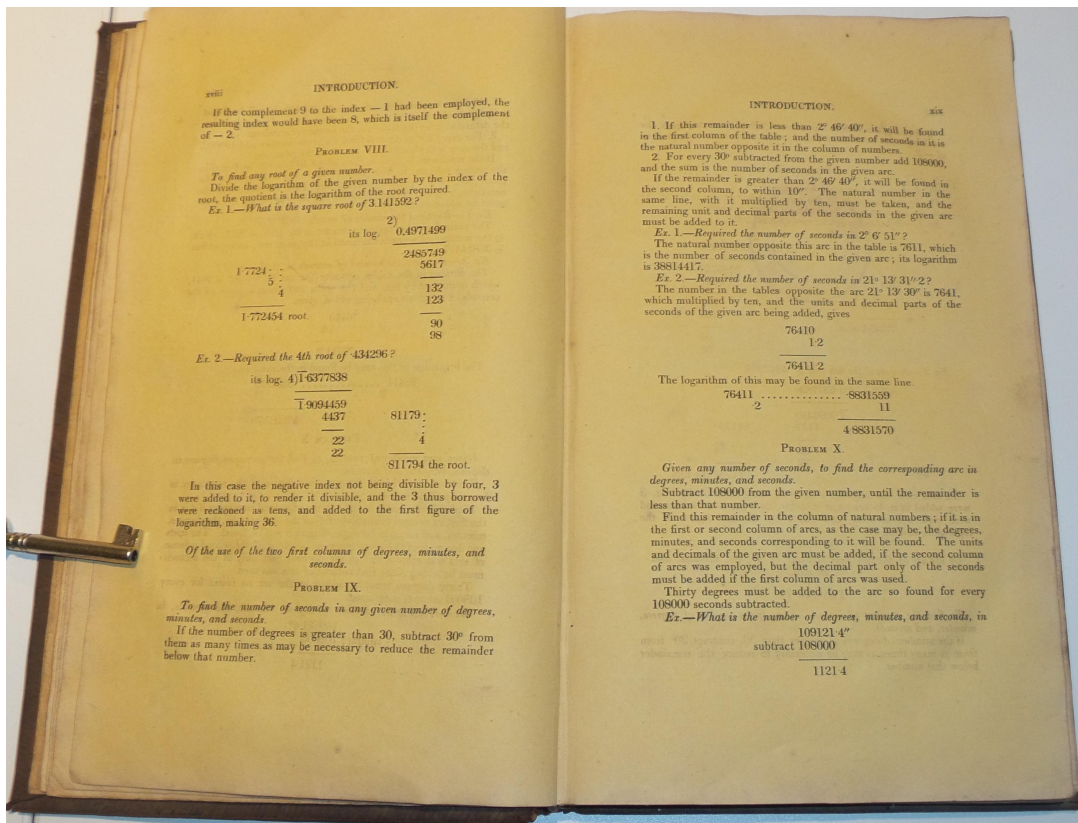 xviii
INTRODUCTION.
If the complement 9 to the index — 1 had been employed, the
resulting index would have been 8, which is itself the complement
of — 2.
PROBLEM VIII.
To find any root of a given number.
Divide the logarithm of the given number by the index of the
root, the quotient is the logarithm of the root required.
Ex. 1.—What is the square root of 3·141592 ?
2)
its log. 0.4971499
2485749
1·7724 : : 5617
5 :
4 132
123
1·772454 root.
90
98
Ex. 2.—Required the 4th root of ·434296 ?
its log. 4)1̅·6377838
1̅·9094459
4437 81179 :
:
22 4
22
·811794 the root.
In this case the negative index not being divisible by four, 3
were added to it, to render it divisible, and the 3 thus borrowed
were reckoned as tens, and added to the first figure of the
logarithm, making 36.
Of the use of the two first columns of degrees, minutes, and
seconds.
PROBLEM IX.
To find the number of seconds in any given number of degrees,
minutes, and seconds.
If the number of degrees is greater than 30, subtract 30° from
them as many times as may be necessary to reduce the remainder
below that number.
INTRODUCTION.
xix
1. If this remainder is less than 2° 46′ 40″, it will be found
in the first column of the table ; and the number of seconds in it is
the natural number opposite it in the column of numbers.
2. For every 30° subtracted from the given number add 108000,
and the sum is the number of seconds in the given arc.
If the remainder is greater than 2° 46′ 40″, it will be found in
the second column, to within 10″. The natural number in the
same line, with it multiplied by ten, must be taken, and the
remaining unit and decimal parts of the seconds in the given arc
must be added to it.
Ex. 1.—Required the number of seconds in 2° 6′ 51″ ?
The natural number opposite this arc in the table is 7611, which
is the number of seconds contained in the given arc ; its logarithm
is 38814417.
Ex. 2.—Required the number of seconds in 21° 13′ 31″·2 ?
The number in the tables opposite the arc 21° 13′ 30″ is 7641,
which multiplied by ten, and the units and decimal parts of the
seconds of the given arc being added, gives
76410
1·2
76411·2
The logarithm of this may be found in the same line.
76411 .............. ·8831559
·2 11
4·8831570
PROBLEM X.
Given any number of seconds, to find the corresponding arc in
degrees, minutes, and seconds.
Subtract 108000 from the given number, until the remainder is
less than that number.
Find this remainder in the column of natural numbers ; if it is in
the first or second column of arcs, as the case may be, the degrees,
minutes, and seconds corresponding to it will be found. The units
and decimals of the given arc must be added, if the second column
of arcs was employed, but the decimal part only of the seconds
must be added if the first column of arcs was used.
Thirty degrees must be added to the arc so found for every
108000 seconds subtracted.
Ex.—What is the number of degrees, minutes, and seconds, in
109121·4″
subtract 108000
1121·4